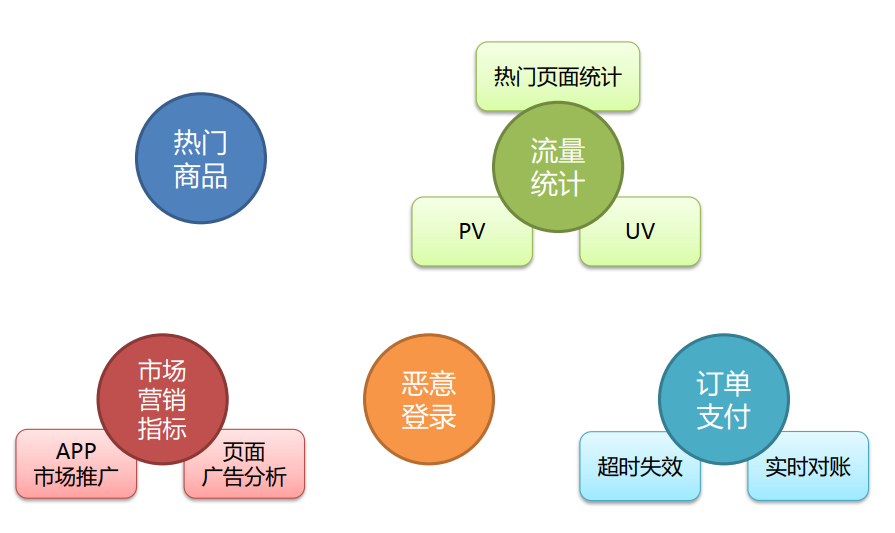 热门页面统计
热门
商品
流量
统计
PV
UV
市场
营销
指标
APP
市场推广
页面
广告分析
恶意
登录
订单
支付
超时失效
实时对账